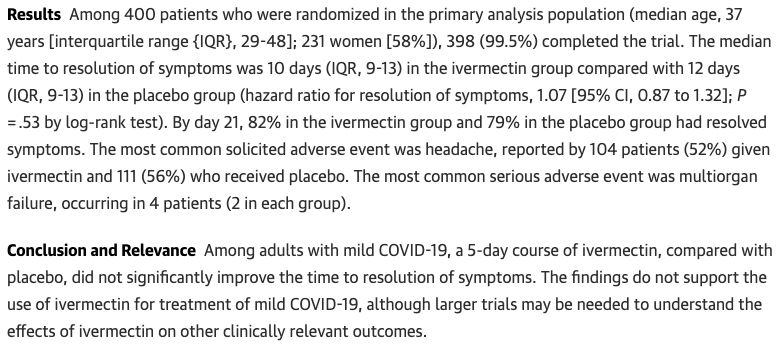 Results Among 400 patients who were randomized in the primary analysis population (median age, 37
years [interquartile range {IQR}, 29-48]; 231 women [58%]), 398 (99.5%) completed the trial. The median
time to resolution of symptoms was 10 days (IQR, 9-13) in the ivermectin group compared with 12 days
(IQR, 9-13) in the placebo group (hazard ratio for resolution of symptoms, 1.07 [95% CI, 0.87 to 1.32]; P
= .53 by log-rank test). By day 21, 82% in the ivermectin group and 79% in the placebo group had resolved
symptoms. The most common solicited adverse event was headache, reported by 104 patients (52%) given
ivermectin and 111 (56%) who received placebo. The most common serious adverse event was multiorgan
failure, occurring in 4 patients (2 in each group).
Conclusion and Relevance Among adults with mild COVID-19, a 5-day course of ivermectin, compared with
placebo, did not significantly improve the time to resolution of symptoms. The findings do not support the
use of ivermectin for treatment of mild COVID-19, although larger trials may be needed to understand the
effects of ivermectin on other clinically relevant outcomes.